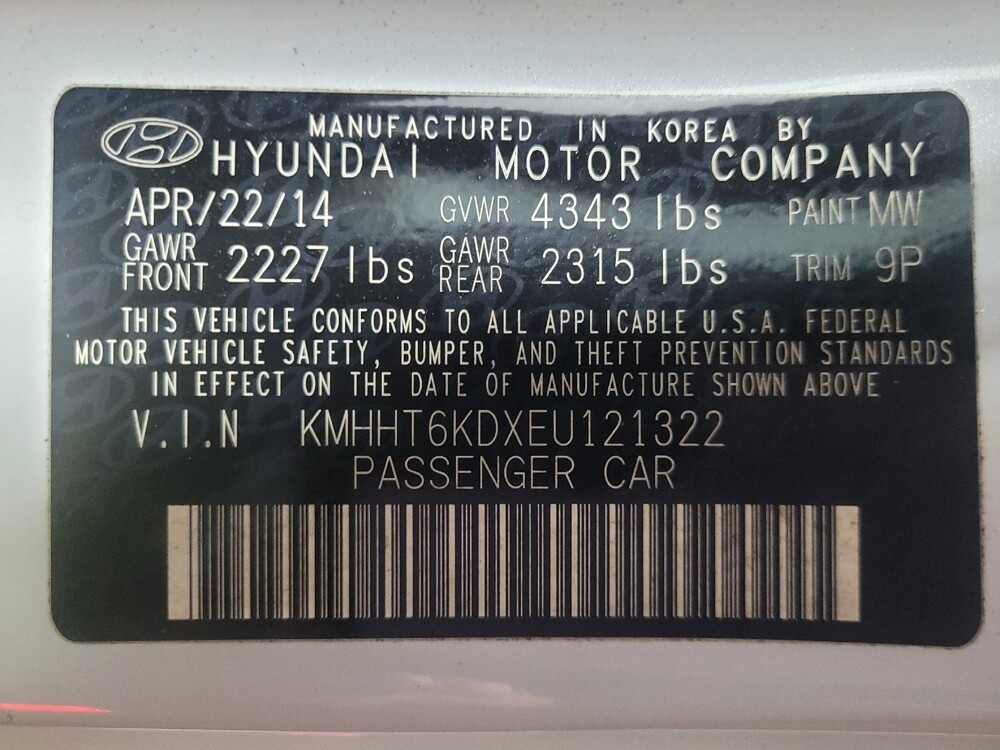 MANUFACTURED IN KOREA BY
HYUNDAI MOTOR COMPANY
APR/22/14 GVWR 4343 lbs PAINT MW
GAWR FRONT 2227 lbs GAWR REAR 2315 lbs TRIM 9P
THIS VEHICLE CONFORMS TO ALL APPLICABLE U.S.A. FEDERAL
MOTOR VEHICLE SAFETY, BUMPER, AND THEFT PREVENTION STANDARDS
IN EFFECT ON THE DATE OF MANUFACTURE SHOWN ABOVE
V.I.N KMHHT6KDXEU121322
PASSENGER CAR